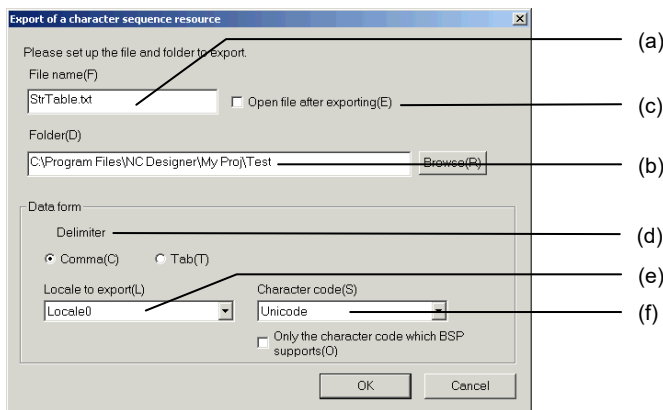 Export of a character sequence resource
Please set up the file and folder to export.
(a)
File name(F)
StrTable.txt
Open file after exporting(E)
(c)
Folder(D)
C:\Program Files\NC Designer\My Proj\Test
Browse(R)
(b)
Data form
Delimiter
(d)
Comma(C)
Tab(T)
(e)
Locale to export(L)
Character code(S)
Locale0
Unicode
(f)
Only the character code which BSP
supports(O)
OK
Cancel